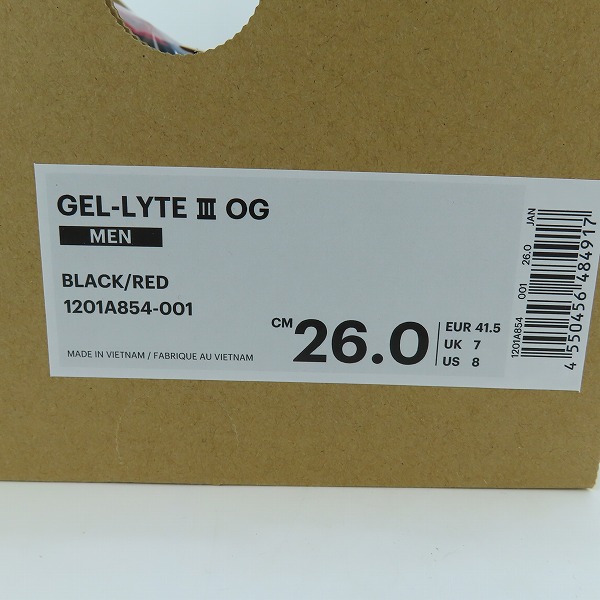 GEL-LYTE III OG
MEN
BLACK/RED
1201A854-001
MADE IN VIETNAM / FABRIQUE AU VIETNAM
CM 26.0
EUR 41.5
UK 7
US 8
1201A854 001 26.0 JAN
4 550456 484917